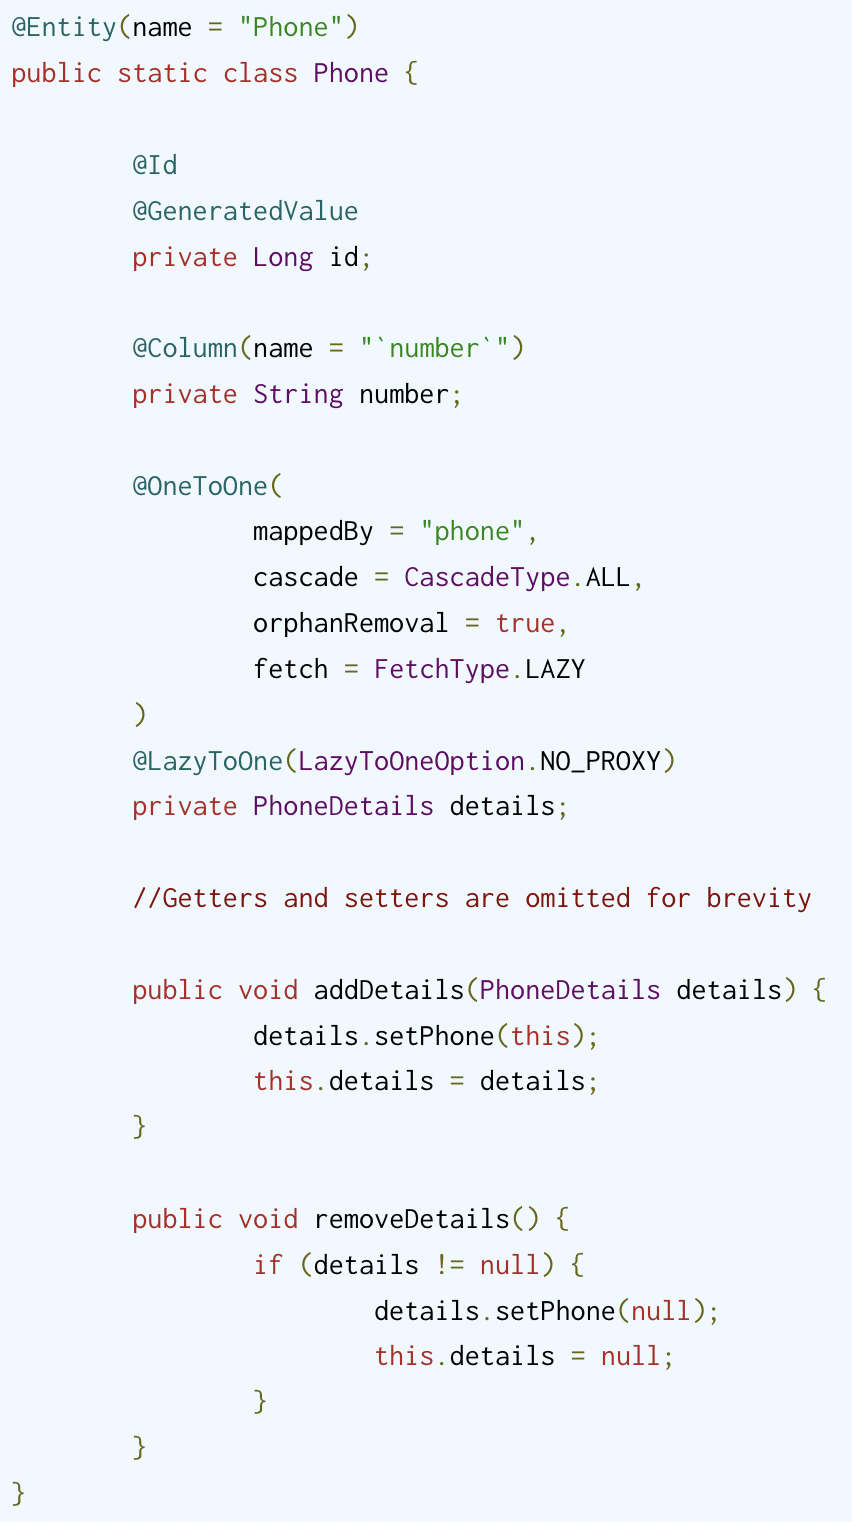 @Entity(name = "Phone")
public static class Phone {
@Id
@GeneratedValue
private Long id;
@Column(name = "`number`")
private String number;
@OneToOne(
mappedBy = "phone",
cascade = CascadeType.ALL,
orphanRemoval = true,
fetch = FetchType.LAZY
)
@LazyToOne(LazyToOneOption.NO_PROXY)
private PhoneDetails details;
//Getters and setters are omitted for brevity
public void addDetails(PhoneDetails details) {
details.setPhone(this);
this.details = details;
}
public void removeDetails() {
if (details != null) {
details.setPhone(null);
this.details = null;
}
}
}